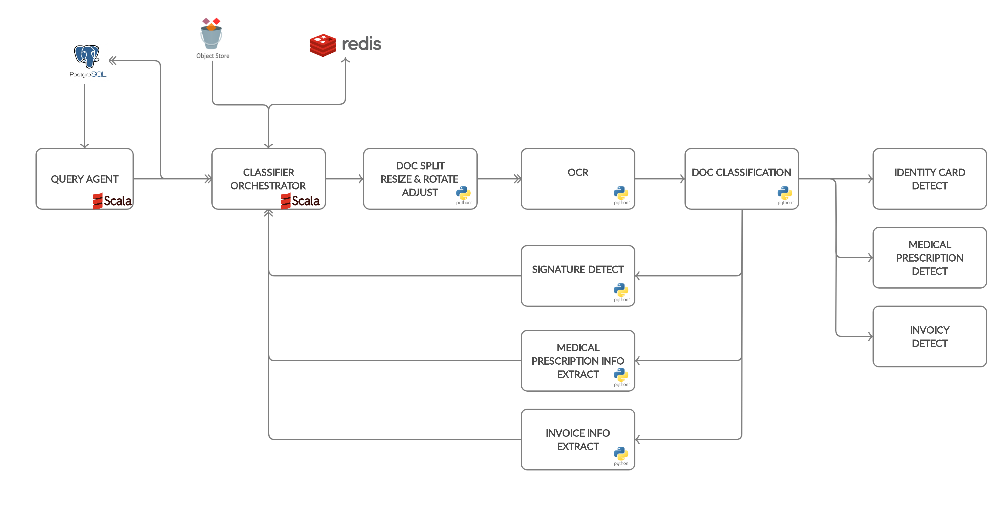 Object Store
redis
PostgreSQL
QUERY AGENT
Scala
CLASSIFIER
ORCHESTRATOR
Scala
DOC SPLIT
RESIZE & ROTATE
ADJUST
python
OCR
python
DOC CLASSIFICATION
python
IDENTITY CARD
DETECT
MEDICAL
PRESCRIPTION
DETECT
SIGNATURE DETECT
python
INVOICY
DETECT
MEDICAL
PRESCRIPTION INFO
EXTRACT
python
INVOICE INFO
EXTRACT
python